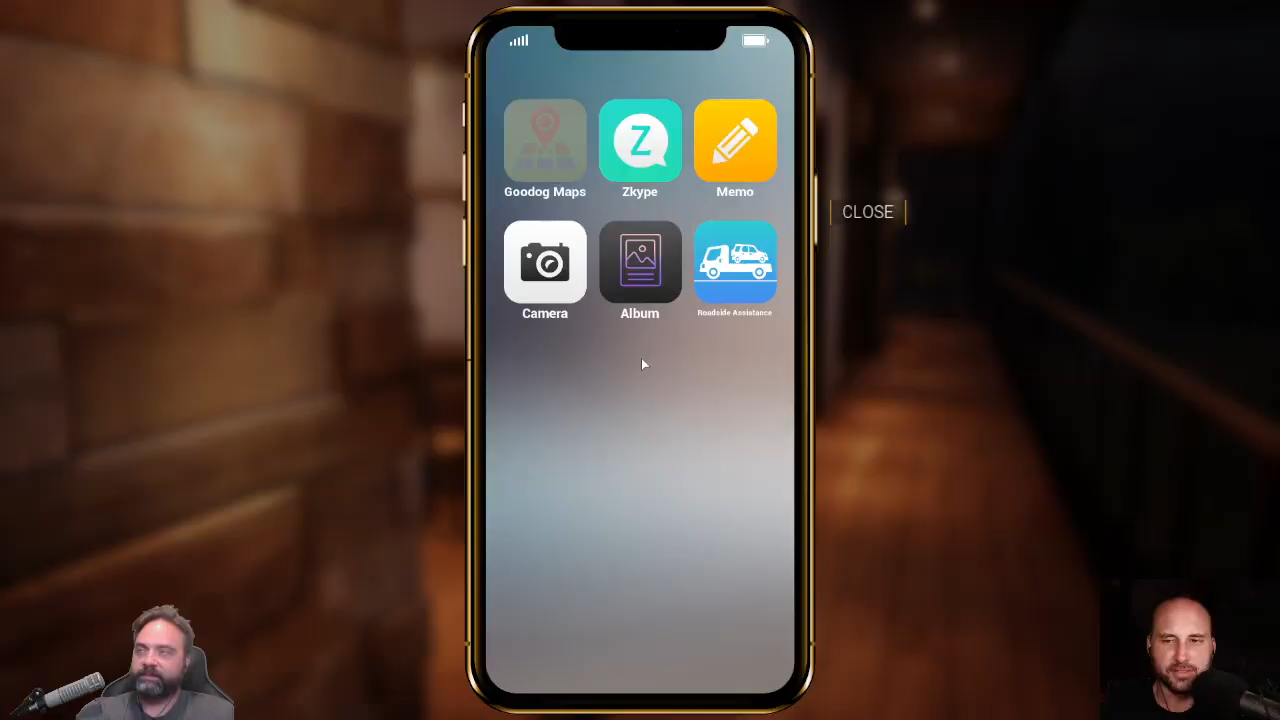 Z
Goodog Maps
Zkype
Memo
CLOSE
Camera
Album
Roadside Assistance